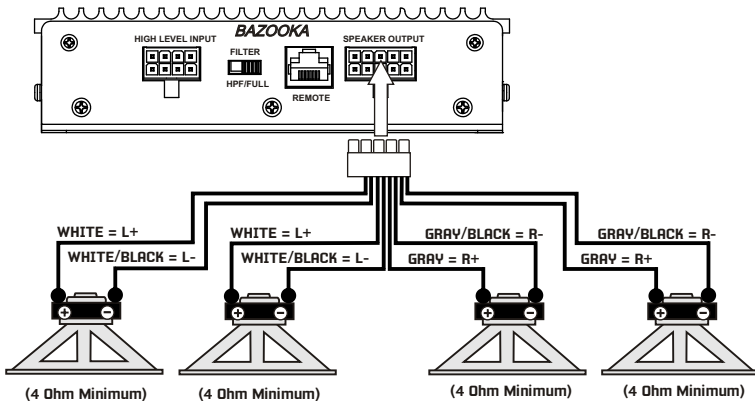 BAZOOKA
HIGH LEVEL INPUT
SPEAKER OUTPUT
FILTER
HPF/FULL
REMOTE
WHITE = L+
WHITE/BLACK = L-
WHITE = L+
WHITE/BLACK = L-
GRAY/BLACK = R-
GRAY = R+
GRAY/BLACK = R-
GRAY = R+
+ -
+ -
+ -
+ -
(4 Ohm Minimum)
(4 Ohm Minimum)
(4 Ohm Minimum)
(4 Ohm Minimum)